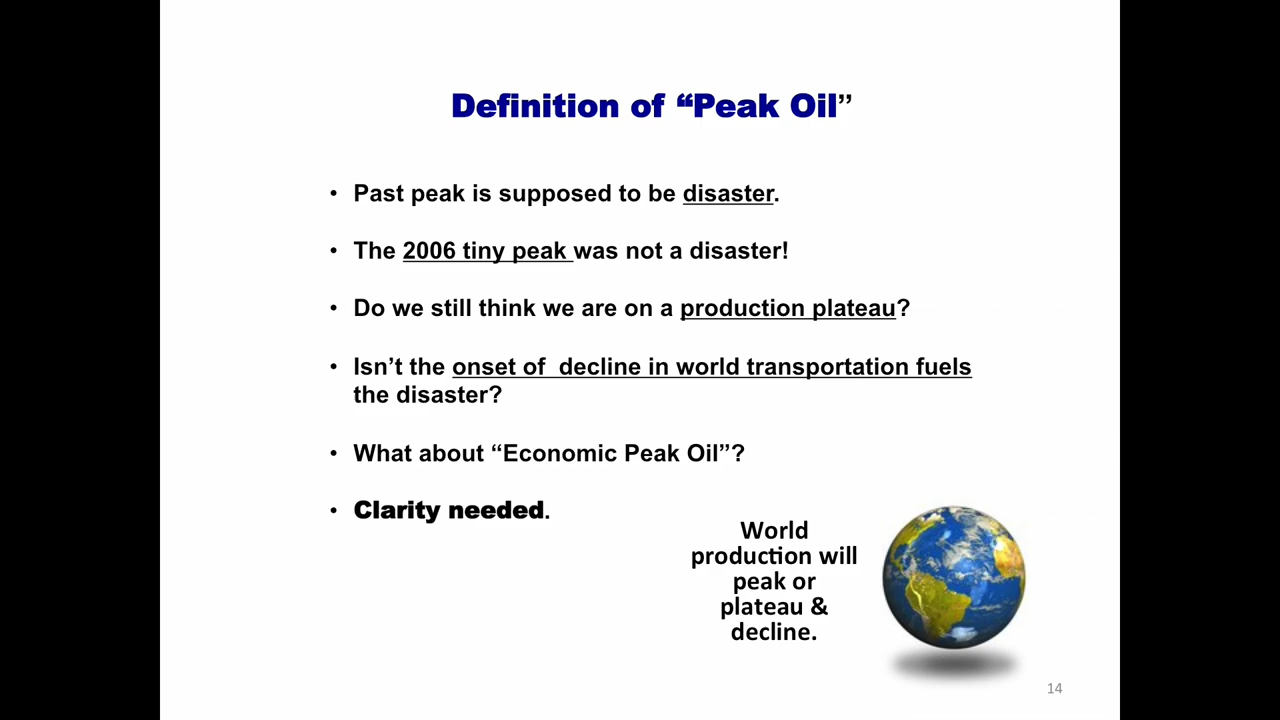 Definition of “Peak Oil”
• Past peak is supposed to be disaster.
• The 2006 tiny peak was not a disaster!
• Do we still think we are on a production plateau?
• Isn’t the onset of  decline in world transportation fuels
the disaster?
• What about “Economic Peak Oil”?
• Clarity needed.
World
production will
peak or
plateau &
decline.
14